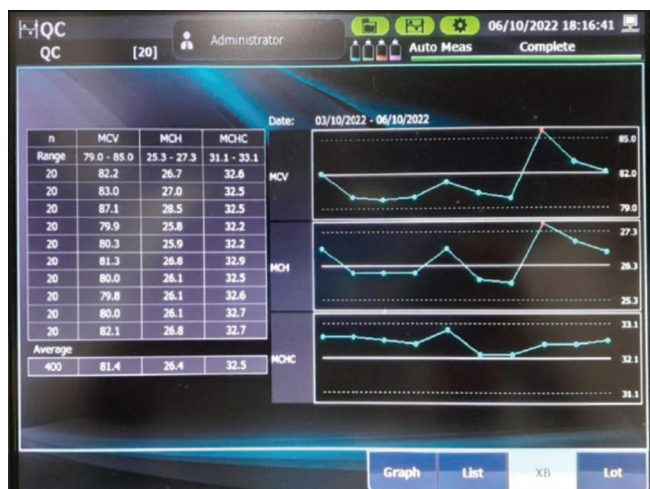 QC
06/10/2022 18:16:41
QC [20] Administrator Auto Meas Complete
Date: 03/10/2022 - 06/10/2022
n MCV MCH MCHC
Range 79.0 - 85.0 25.3 - 27.3 31.1 - 33.1
20 82.2 26.7 32.6
20 83.0 27.0 32.5
20 87.1 28.5 32.5
20 79.9 25.8 32.2
20 80.3 25.9 32.2
20 81.3 26.8 32.9
20 80.0 26.1 32.5
20 79.8 26.1 32.6
20 80.0 26.1 32.7
20 82.1 26.8 32.7
Average
400 81.4 26.4 32.5
MCV
85.0
82.0
79.0
MCH
27.3
26.3
25.3
MCHC
33.1
32.1
31.1
Graph List XB Lot